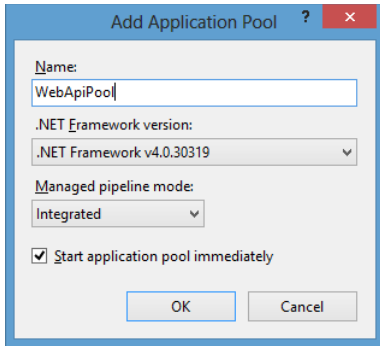 Add Application Pool ? ×
Name:
WebApiPool
.NET Framework version:
.NET Framework v4.0.30319
Managed pipeline mode:
Integrated
Start application pool immediately
OK Cancel